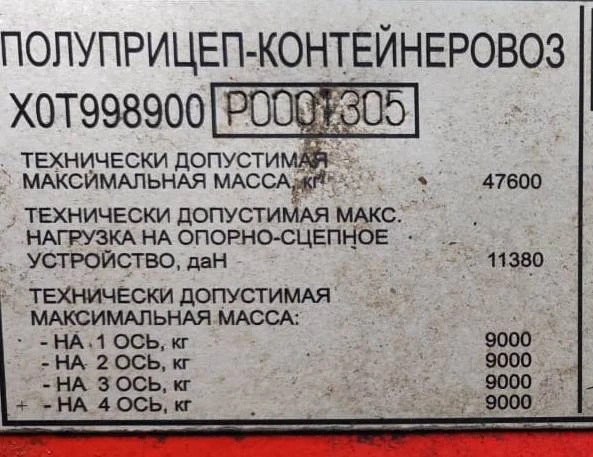 ПОЛУПРИЦЕП-КОНТЕЙНЕРОВОЗ
X0T998900 P0001305
ТЕХНИЧЕСКИ ДОПУСТИМАЯ
МАКСИМАЛЬНАЯ МАССА, кг 47600
ТЕХНИЧЕСКИ ДОПУСТИМАЯ МАКС.
НАГРУЗКА НА ОПОРНО-СЦЕПНОЕ
УСТРОЙСТВО, даН 11380
ТЕХНИЧЕСКИ ДОПУСТИМАЯ
МАКСИМАЛЬНАЯ МАССА:
- НА 1 ОСЬ, кг 9000
- НА 2 ОСЬ, кг 9000
- НА 3 ОСЬ, кг 9000
- НА 4 ОСЬ, кг 9000